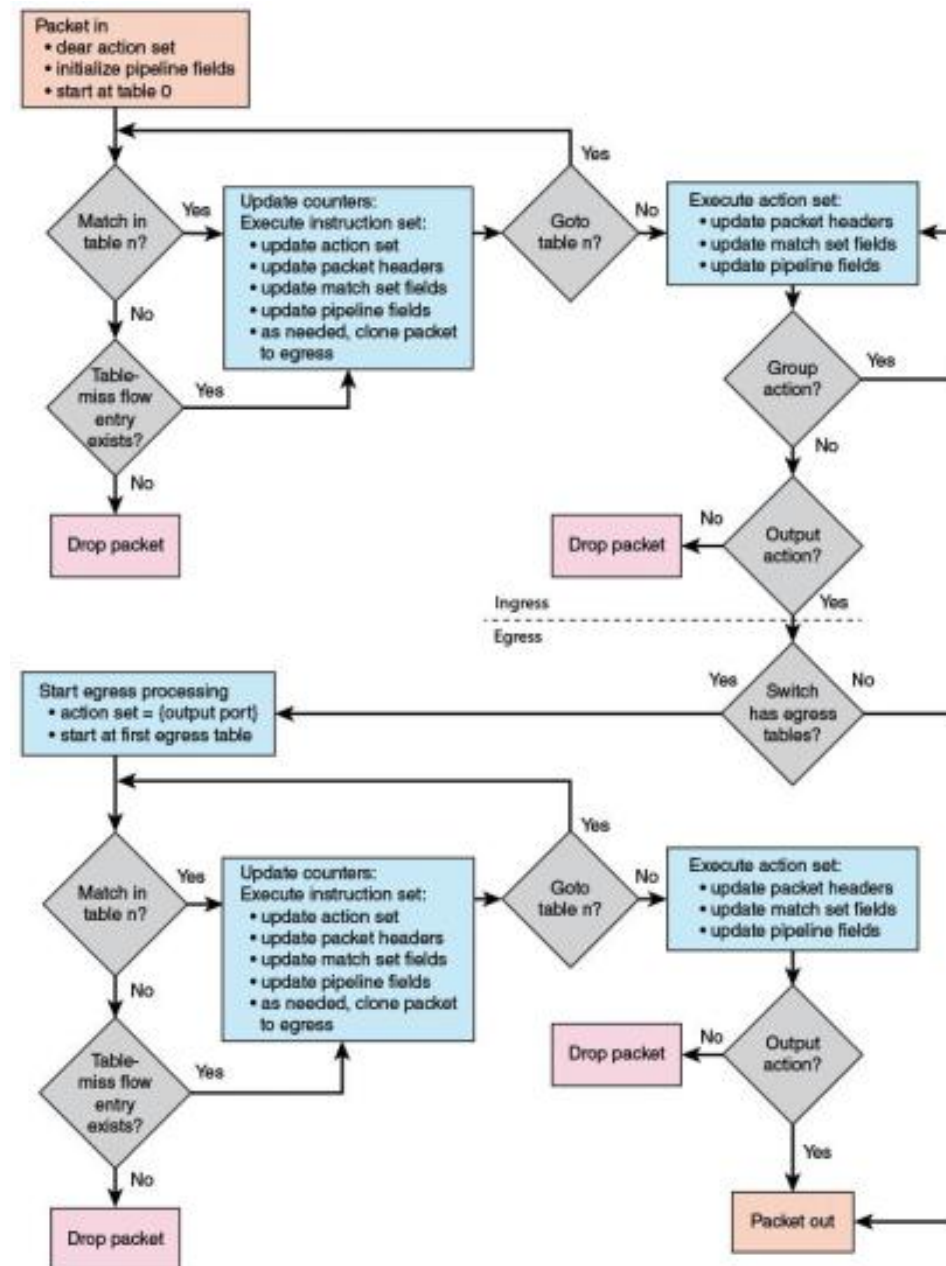 Packet in
• clear action set
• initialize pipeline fields
• start at table 0
Yes
Match in
table n?
Yes
Update counters:
Execute instruction set:
• update action set
• update packet headers
• update match set fields
• update pipeline fields
• as needed, clone packet
to egress
Goto
table n?
No
Execute action set:
• update packet headers
• update match set fields
• update pipeline fields
No
Table-
miss flow
entry
exists?
Yes
Group
action?
Yes
No
No
Drop packet
Drop packet
No
Output
action?
Ingress
Yes
Egress
Start egress processing
• action set = {output port}
• start at first egress table
Yes
Switch
has egress
tables?
No
Yes
Match in
table n?
Yes
Update counters:
Execute instruction set:
• update action set
• update packet headers
• update match set fields
• update pipeline fields
• as needed, clone packet
to egress
Goto
table n?
No
Execute action set:
• update packet headers
• update match set fields
• update pipeline fields
No
Table-
miss flow
entry
exists?
Yes
Drop packet
No
Output
action?
No
Yes
Drop packet
Packet out